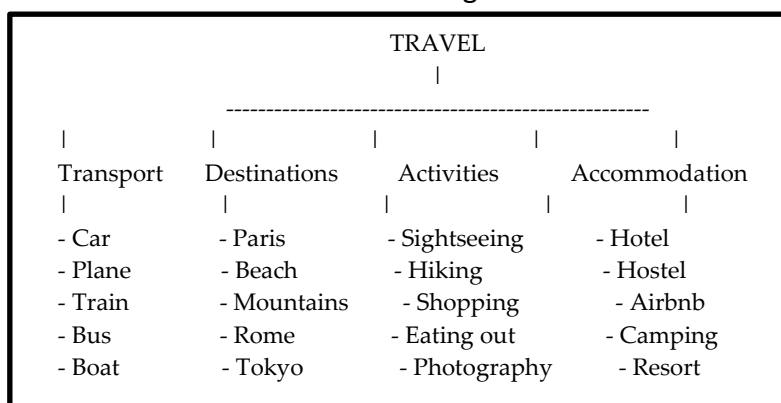 TRAVEL
|
----------------------------------------------------
| | | | |
Transport Destinations Activities Accommodation
| | | | |
- Car - Paris - Sightseeing - Hotel
- Plane - Beach - Hiking - Hostel
- Train - Mountains - Shopping - Airbnb
- Bus - Rome - Eating out - Camping
- Boat - Tokyo - Photography - Resort